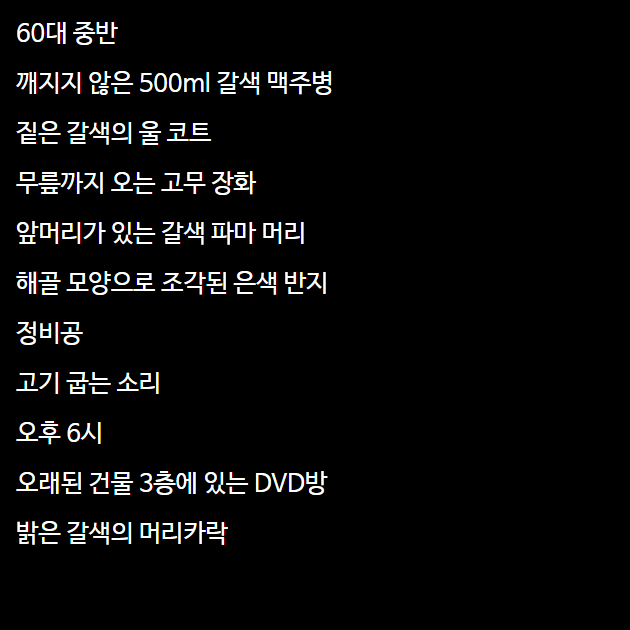 60대 중반
깨지지 않은 500ml 갈색 맥주병
짙은 갈색의 울 코트
무릎까지 오는 고무 장화
앞머리가 있는 갈색 파마 머리
해골 모양으로 조각된 은색 반지
정비공
고기 굽는 소리
오후 6시
오래된 건물 3층에 있는 DVD방
밝은 갈색의 머리카락